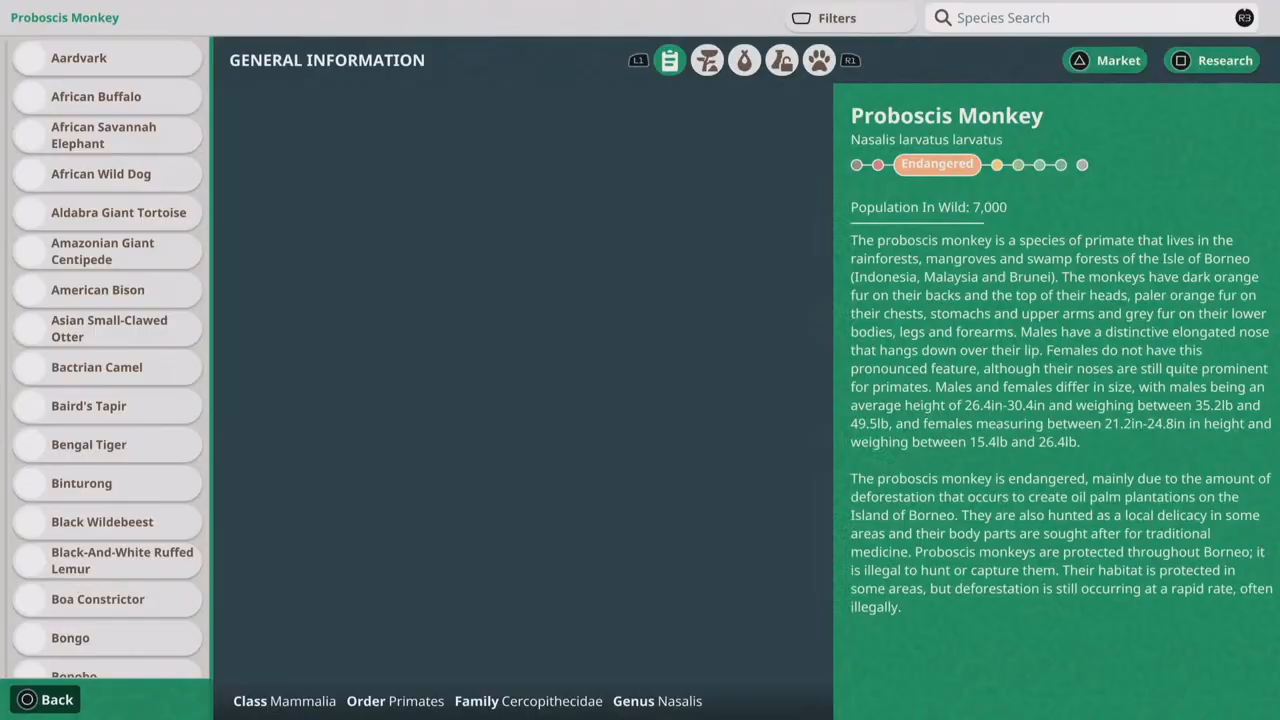 Proboscis Monkey
Filters
Species Search
R3
Aardvark
African Buffalo
African Savannah
Elephant
African Wild Dog
Aldabra Giant Tortoise
Amazonian Giant
Centipede
American Bison
Asian Small-Clawed
Otter
Bactrian Camel
Baird's Tapir
Bengal Tiger
Binturong
Black Wildebeest
Black-And-White Ruffed
Lemur
Boa Constrictor
Bongo
Bonobo
Back
GENERAL INFORMATION
L1
R1
Market
Research
Proboscis Monkey
Nasalis larvatus larvatus
Endangered
Population In Wild: 7,000
The proboscis monkey is a species of primate that lives in the
rainforests, mangroves and swamp forests of the Isle of Borneo
(Indonesia, Malaysia and Brunei). The monkeys have dark orange
fur on their backs and the top of their heads, paler orange fur on
their chests, stomachs and upper arms and grey fur on their lower
bodies, legs and forearms. Males have a distinctive elongated nose
that hangs down over their lip. Females do not have this
pronounced feature, although their noses are still quite prominent
for primates. Males and females differ in size, with males being an
average height of 26.4in-30.4in and weighing between 35.2lb and
49.5lb, and females measuring between 21.2in-24.8in in height and
weighing between 15.4lb and 26.4lb.
The proboscis monkey is endangered, mainly due to the amount of
deforestation that occurs to create oil palm plantations on the
Island of Borneo. They are also hunted as a local delicacy in some
areas and their body parts are sought after for traditional
medicine. Proboscis monkeys are protected throughout Borneo; it
is illegal to hunt or capture them. Their habitat is protected in
some areas, but deforestation is still occurring at a rapid rate, often
illegally.
Class Mammalia Order Primates Family Cercopithecidae Genus Nasalis